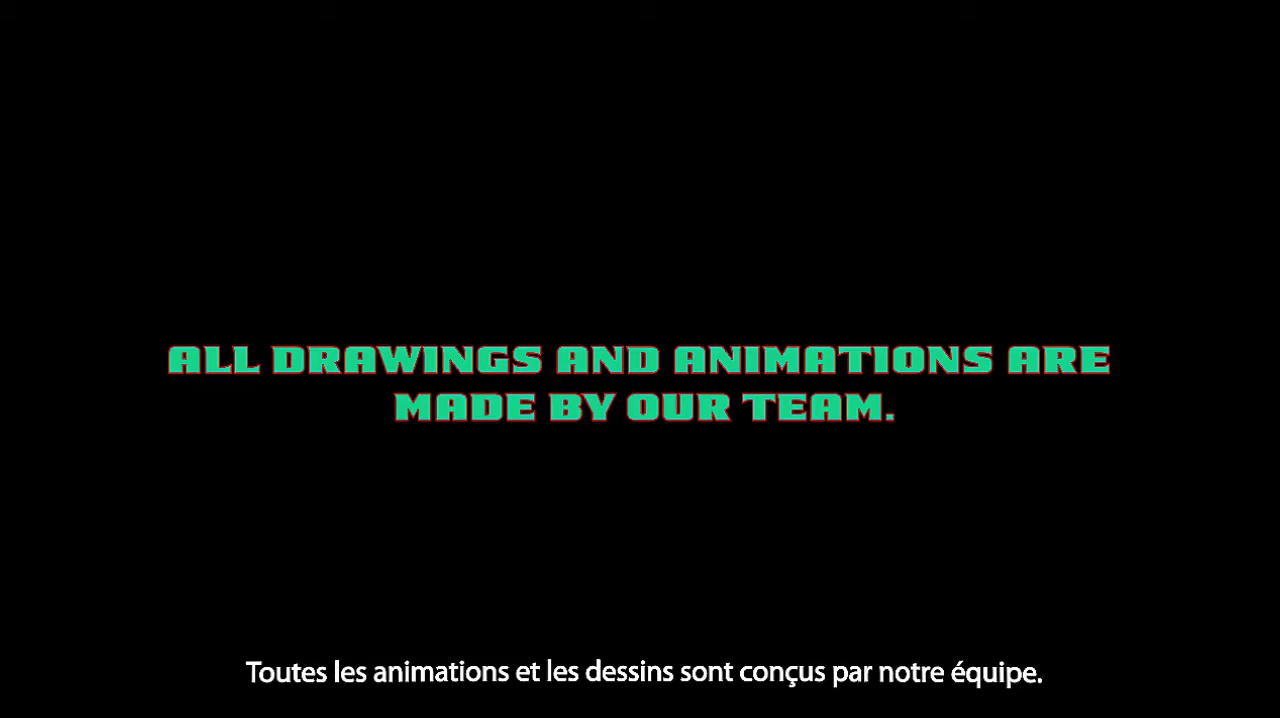 ALL DRAWINGS AND ANIMATIONS ARE
MADE BY OUR TEAM.
Toutes les animations et les dessins sont conçus par notre équipe.